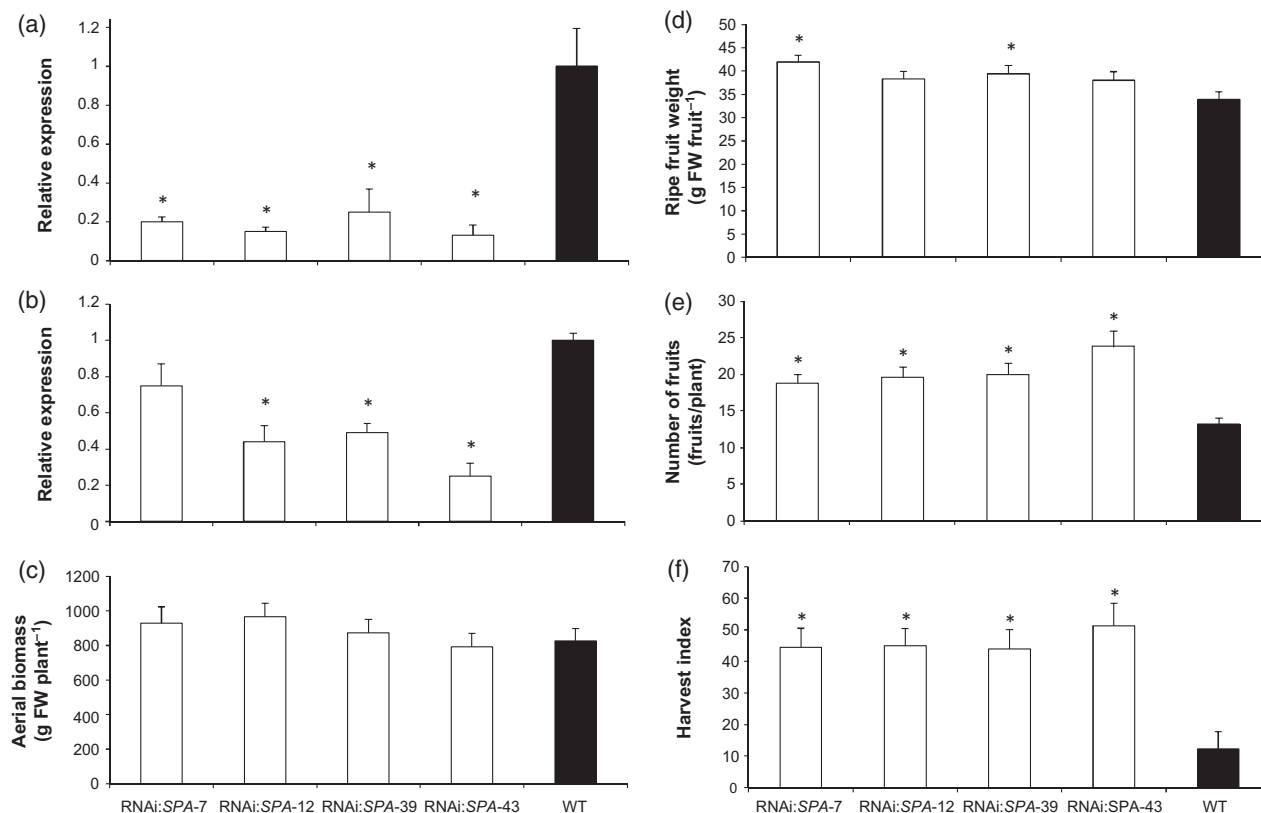 (a)
Relative expression
1.2
1
0.8
0.6
0.4
0.2
0
* * * *
(b)
Relative expression
1.2
1
0.8
0.6
0.4
0.2
0
* * *
(c)
Aerial biomass
(g FW plant⁻¹)
1200
1000
800
600
400
200
0
RNAi:SPA-7 RNAi:SPA-12 RNAi:SPA-39 RNAi:SPA-43 WT
(d)
Ripe fruit weight
(g FW fruit⁻¹)
50
45
40
35
30
25
20
15
10
5
0
* *
(e)
Number of fruits
(fruits/plant)
30
25
20
15
10
5
0
* * * *
(f)
Harvest index
70
60
50
40
30
20
10
0
* * * *
RNAi:SPA-7 RNAi:SPA-12 RNAi:SPA-39 RNAi:SPA-43 WT